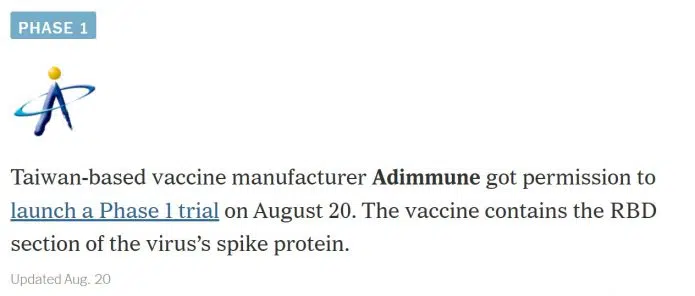 PHASE 1
Taiwan-based vaccine manufacturer Adimmune got permission to
launch a Phase 1 trial on August 20. The vaccine contains the RBD
section of the virus’s spike protein.
Updated Aug. 20